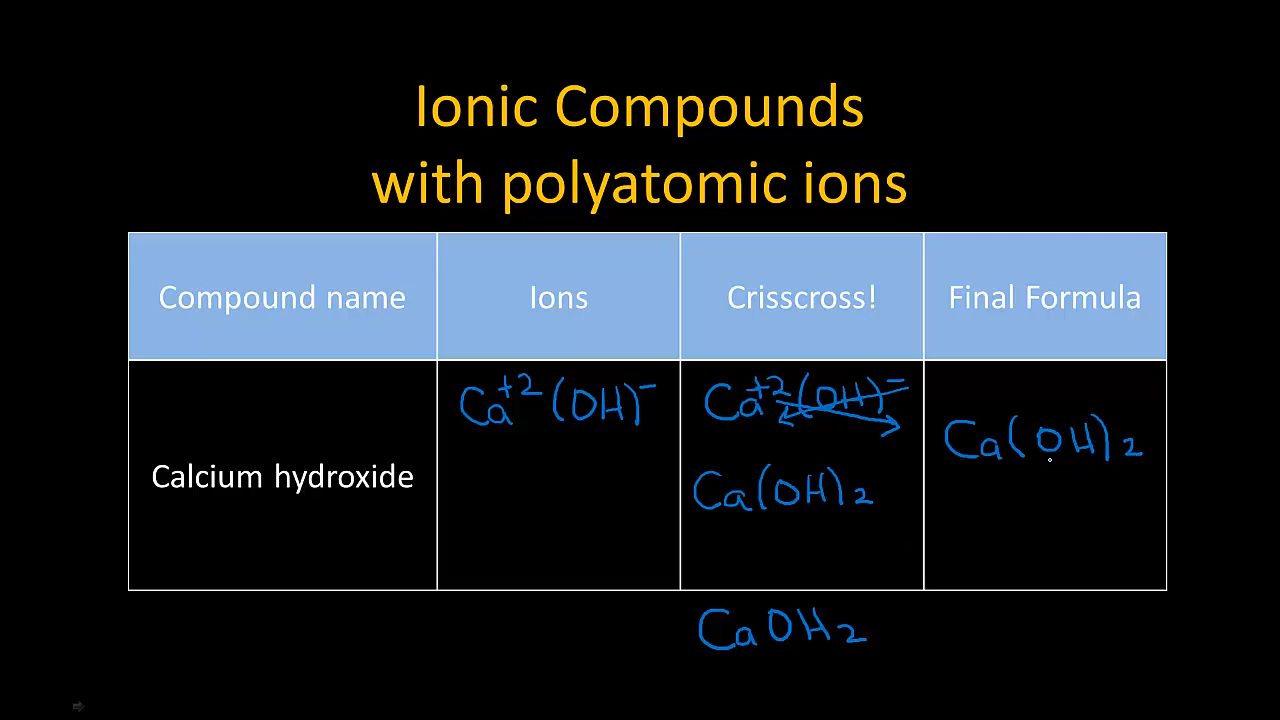 Ionic Compounds
with polyatomic ions
Compound name Ions Crisscross! Final Formula
Ca⁺²(OH)⁻ Ca⁺²(OH)⁻
Ca(OH)₂
Calcium hydroxide Ca(OH)₂
CaOH₂